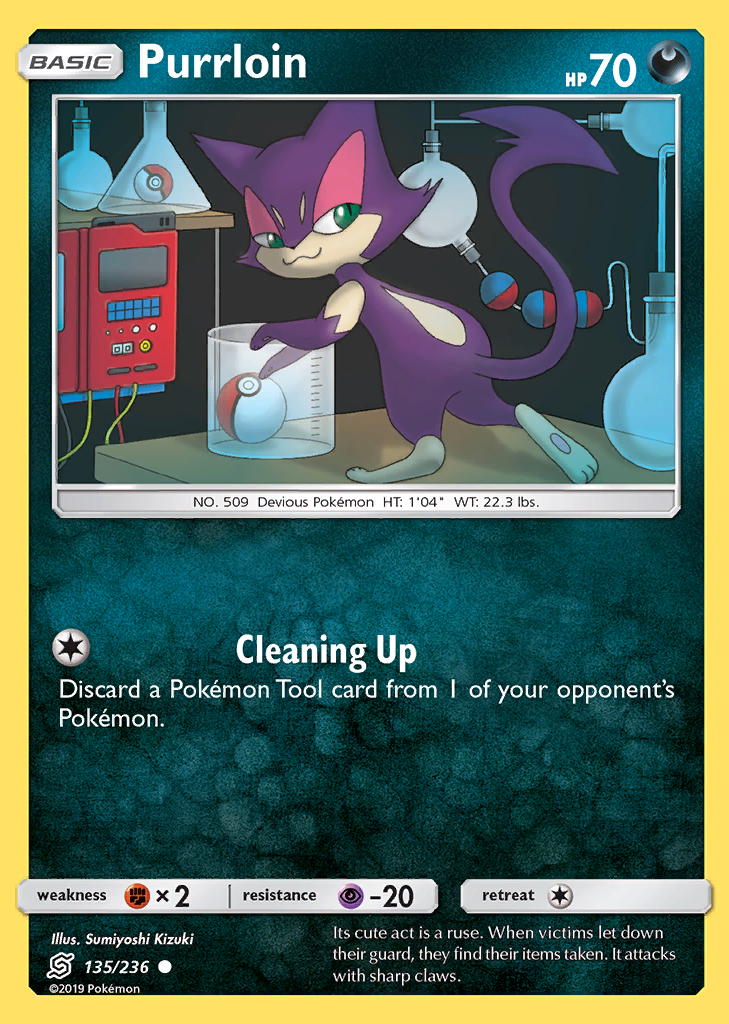 BASIC Purrloin HP 70
NO. 509 Devious Pokémon HT: 1'04" WT: 22.3 lbs.
Cleaning Up
Discard a Pokémon Tool card from 1 of your opponent's
Pokémon.
weakness ×2 resistance -20 retreat
Illus. Sumiyoshi Kizuki
135/236
©2019 Pokémon
Its cute act is a ruse. When victims let down
their guard, they find their items taken. It attacks
with sharp claws.